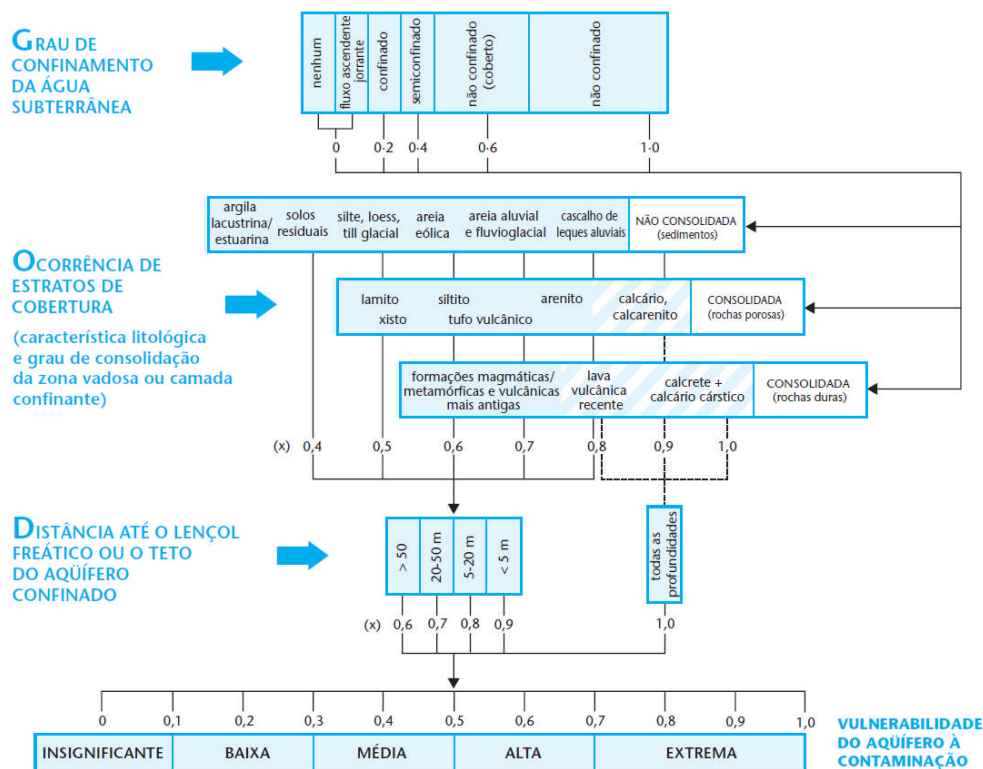 GRAU DE
CONFINAMENTO
DA ÁGUA
SUBTERRÂNEA
nenhum
fluxo ascendente
jorrante
confinado
semiconfinado
não confinado
(coberto)
não confinado
0
0·2
0·4
0·6
1·0
OCORRÊNCIA DE
ESTRATOS DE
COBERTURA
(característica litológica
e grau de consolidação
da zona vadosa ou camada
confinante)
argila
lacustrina/
estuarina
solos
residuais
silte, loess,
till glacial
areia
eólica
areia aluvial
e fluvioglacial
cascalho de
leques aluviais
NÃO CONSOLIDADA
(sedimentos)
lamito
xisto
siltito
tufo vulcânico
arenito
calcário,
calcarenito
CONSOLIDADA
(rochas porosas)
formações magmáticas/
metamórficas e vulcânicas
mais antigas
lava
vulcânica
recente
calcrete +
calcário cárstico
CONSOLIDADA
(rochas duras)
(x) 0,4 0,5 0,6 0,7 0,8 0,9 1,0
DISTÂNCIA ATÉ O LENÇOL
FREÁTICO OU O TETO
DO AQÜÍFERO
CONFINADO
> 50
20-50 m
5-20 m
< 5 m
todas as
profundidades
(x) 0,6 0,7 0,8 0,9 1,0
0 0,1 0,2 0,3 0,4 0,5 0,6 0,7 0,8 0,9 1,0
INSIGNIFICANTE BAIXA MÉDIA ALTA EXTREMA
VULNERABILIDADE
DO AQÜÍFERO À
CONTAMINAÇÃO